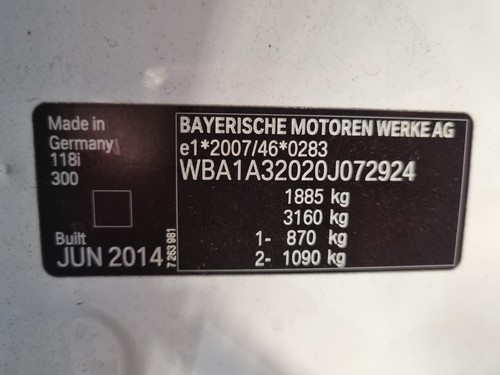 Made in
Germany
118i
300
Built
JUN 2014
7 263 981
BAYERISCHE MOTOREN WERKE AG
e1*2007/46*0283
WBA1A32020J072924
1885 kg
3160 kg
1- 870 kg
2- 1090 kg